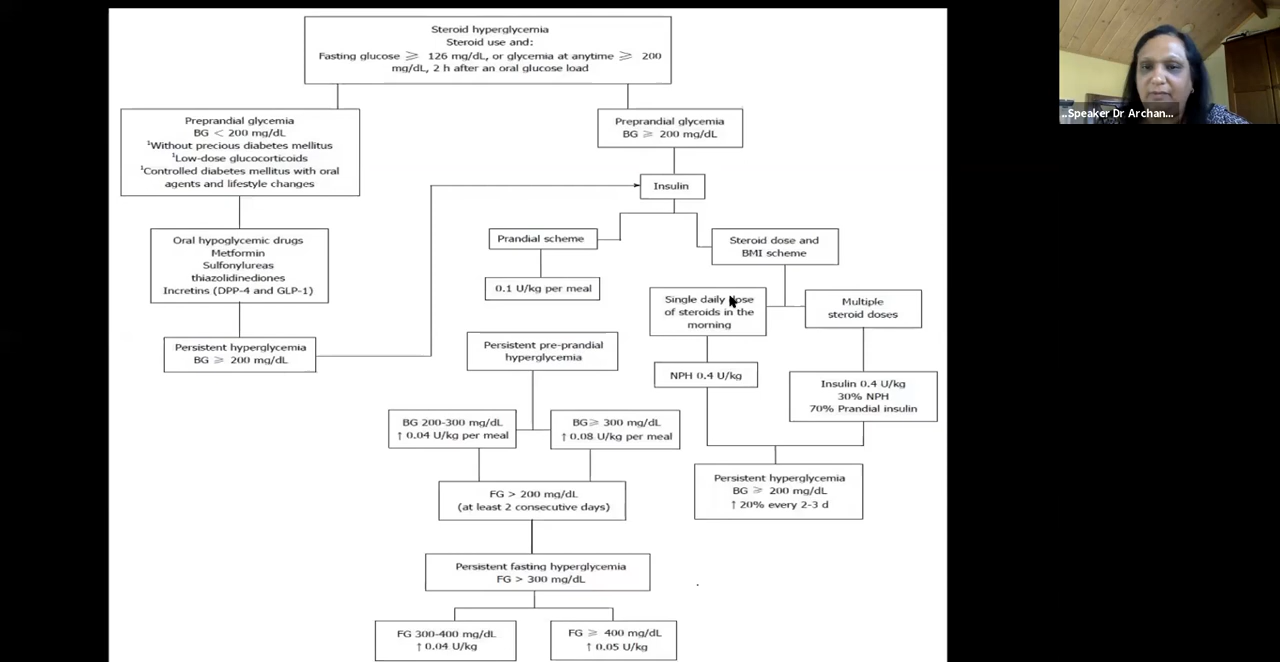 Steroid hyperglycemia
Steroid use and:
Fasting glucose ⩾ 126 mg/dL, or glycemia at anytime ⩾ 200
mg/dL, 2 h after an oral glucose load
Preprandial glycemia
BG < 200 mg/dL
¹Without precious diabetes mellitus
¹Low-dose glucocorticoids
¹Controlled diabetes mellitus with oral
agents and lifestyle changes
Preprandial glycemia
BG ⩾ 200 mg/dL
Insulin
Oral hypoglycemic drugs
Metformin
Sulfonylureas
thiazolidinediones
Incretins (DPP-4 and GLP-1)
Prandial scheme
Steroid dose and
BMI scheme
0.1 U/kg per meal
Single daily dose
of steroids in the
morning
Multiple
steroid doses
Persistent hyperglycemia
BG ⩾ 200 mg/dL
Persistent pre-prandial
hyperglycemia
NPH 0.4 U/kg
Insulin 0.4 U/kg
30% NPH
70% Prandial insulin
BG 200-300 mg/dL
↑ 0.04 U/kg per meal
BG⩾ 300 mg/dL
↑ 0.08 U/kg per meal
Persistent hyperglycemia
BG ⩾ 200 mg/dL
↑ 20% every 2-3 d
FG > 200 mg/dL
(at least 2 consecutive days)
Persistent fasting hyperglycemia
FG > 300 mg/dL
FG 300-400 mg/dL
↑ 0.04 U/kg
FG ⩾ 400 mg/dL
↑ 0.05 U/kg
..Speaker Dr Archan...